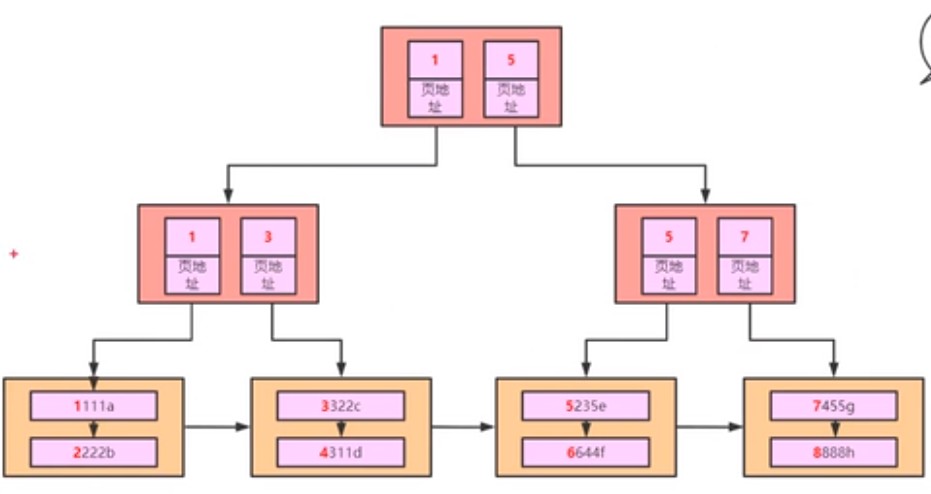 1 5
页地 页地
址 址
1 3 5 7
页地 页地 页地 页地
址 址 址 址
1111a 3322c 5235e 7455g
2222b 4311d 6644f 8888h